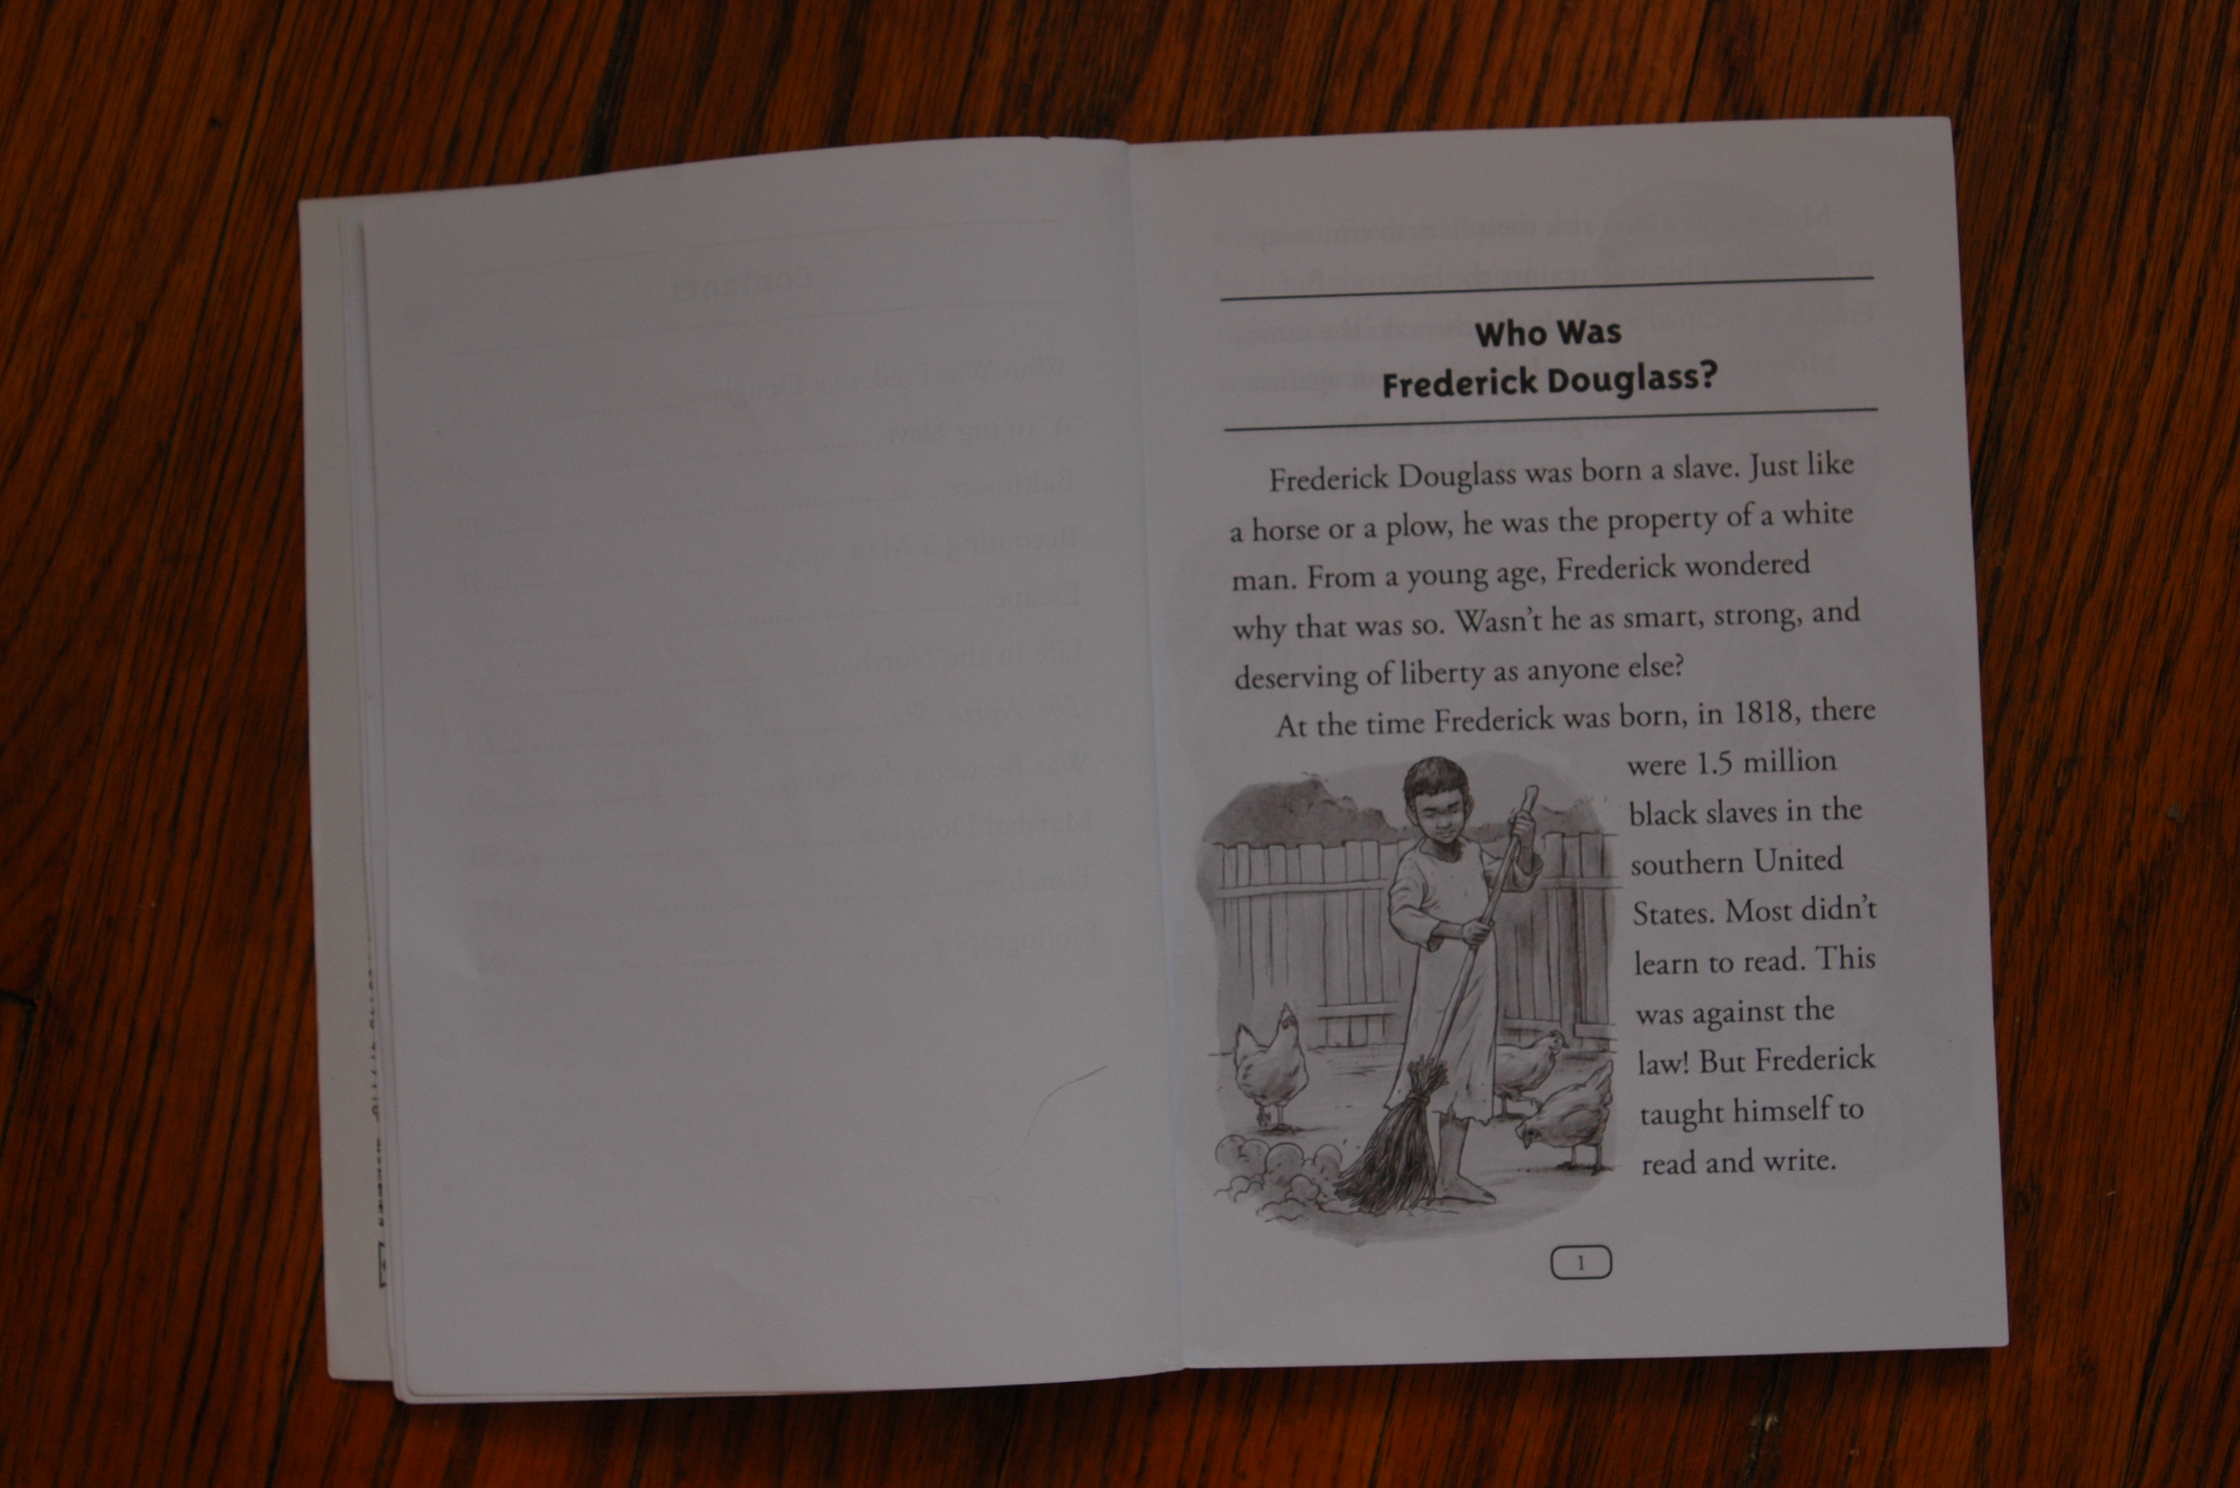 Who Was
Frederick Douglass?
Frederick Douglass was born a slave. Just like
a horse or a plow, he was the property of a white
man. From a young age, Frederick wondered
why that was so. Wasn't he as smart, strong, and
deserving of liberty as anyone else?
At the time Frederick was born, in 1818, there
were 1.5 million
black slaves in the
southern United
States. Most didn't
learn to read. This
was against the
law! But Frederick
taught himself to
read and write.
1